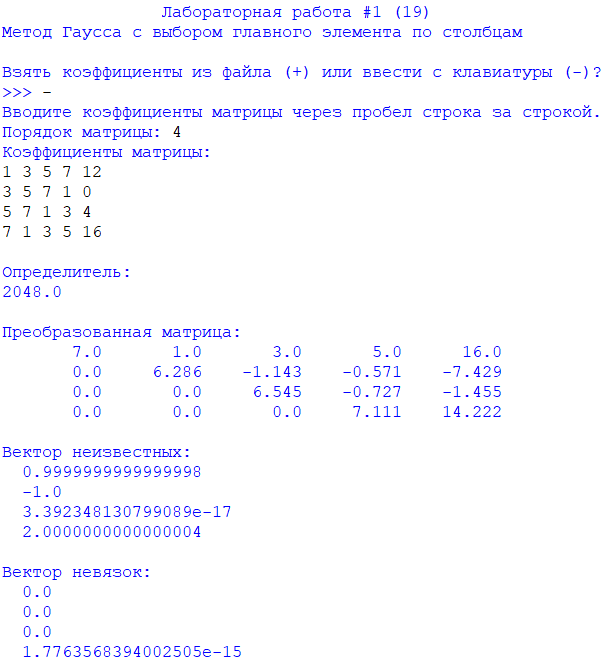 Лабораторная работа #1 (19)
Метод Гаусса с выбором главного элемента по столбцам
Взять коэффициенты из файла (+) или ввести с клавиатуры (-)?
>>> -
Вводите коэффициенты матрицы через пробел строка за строкой.
Порядок матрицы: 4
Коэффициенты матрицы:
1 3 5 7 12
3 5 7 1 0
5 7 1 3 4
7 1 3 5 16
Определитель:
2048.0
Преобразованная матрица:
7.0 1.0 3.0 5.0 16.0
0.0 6.286 -1.143 -0.571 -7.429
0.0 0.0 6.545 -0.727 -1.455
0.0 0.0 0.0 7.111 14.222
Вектор неизвестных:
0.9999999999999998
-1.0
3.392348130799089e-17
2.0000000000000004
Вектор невязок:
0.0
0.0
0.0
1.7763568394002505e-15